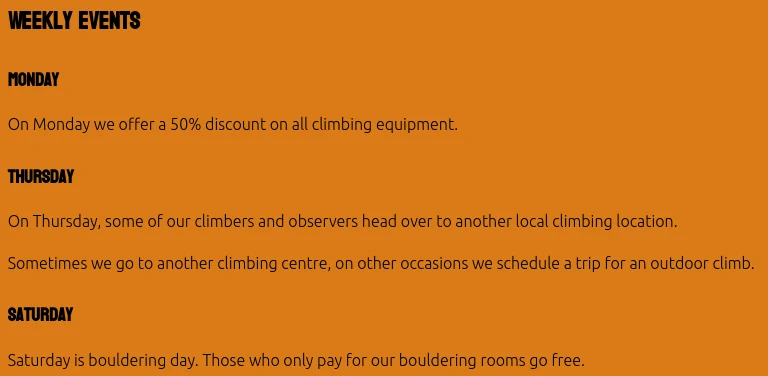 WEEKLY EVENTS
MONDAY
On Monday we offer a 50% discount on all climbing equipment.
THURSDAY
On Thursday, some of our climbers and observers head over to another local climbing location.
Sometimes we go to another climbing centre, on other occasions we schedule a trip for an outdoor climb.
SATURDAY
Saturday is bouldering day. Those who only pay for our bouldering rooms go free.